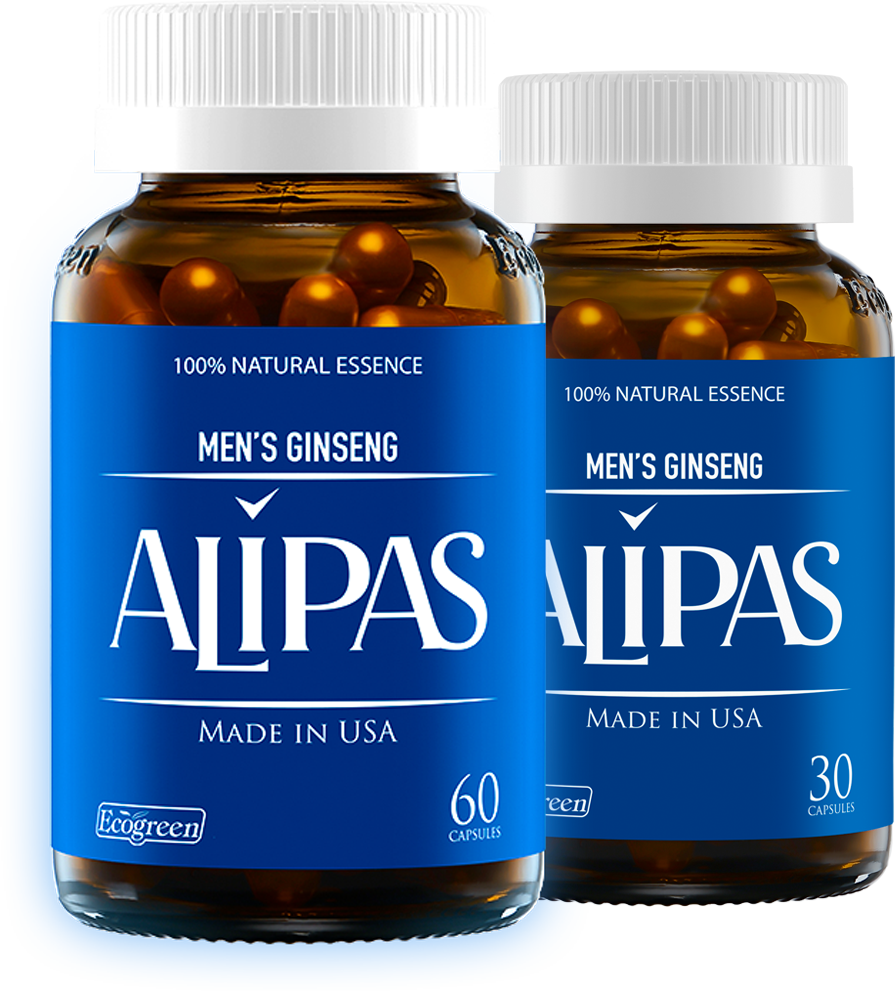 100% NATURAL ESSENCE
MEN'S GINSENG
ALIPAS
MADE IN USA
Ecogreen
60
CAPSULES
100% NATURAL ESSENCE
MEN'S GINSENG
ALIPAS
MADE IN USA
30
CAPSULES